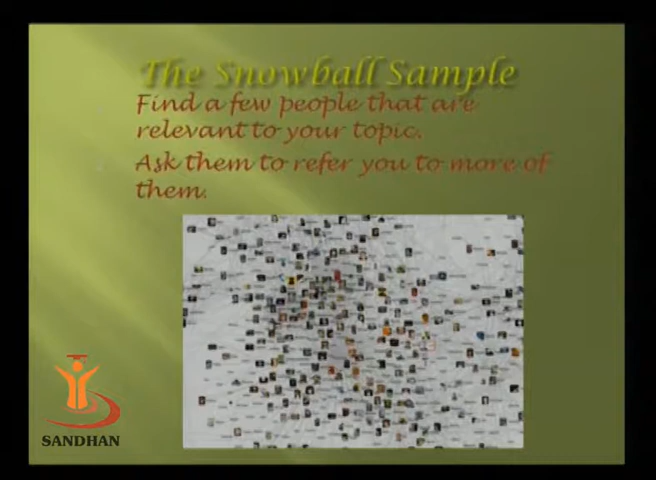 The Snowball Sample
Find a few people that are
relevant to your topic.
Ask them to refer you to more of
them.
SANDHAN